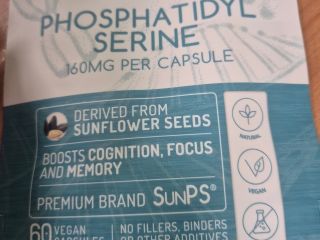 PHOSPHATIDYL
SERINE
160MG PER CAPSULE
DERIVED FROM
SUNFLOWER SEEDS
BOOSTS COGNITION, FOCUS
AND MEMORY
PREMIUM BRAND SUNPS®
NATURAL
VEGAN
60 VEGAN
CAPSULES
NO FILLERS, BINDERS
OR OTHER ADDITIVES